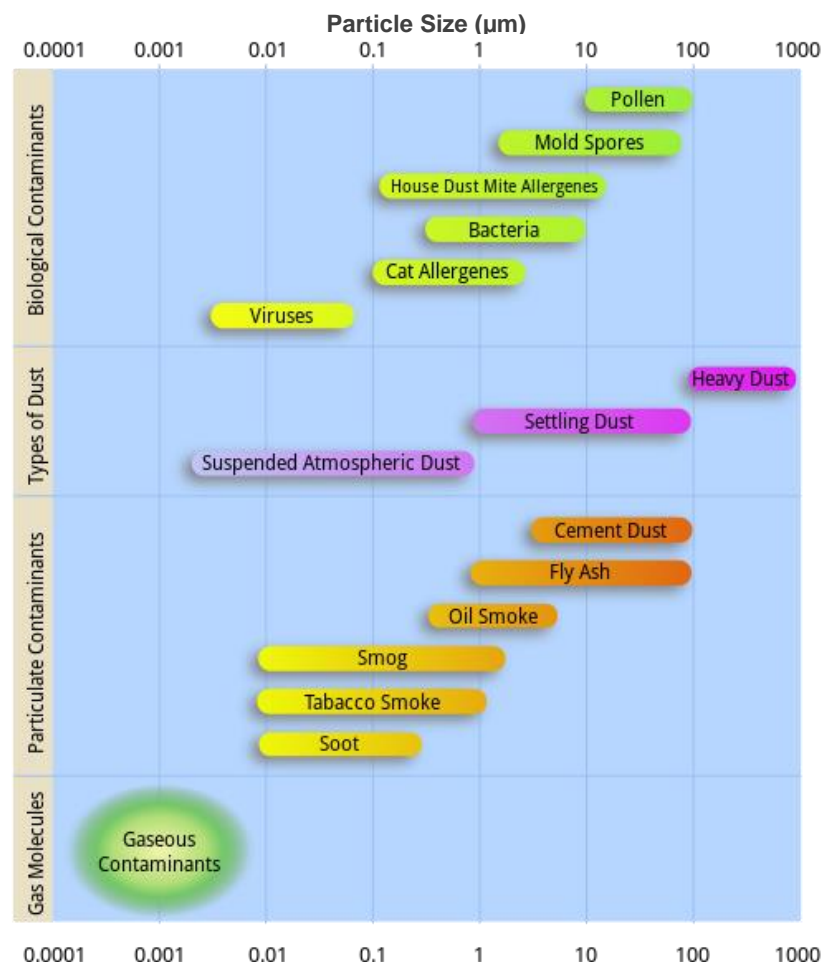 Particle Size (µm)
0.0001 0.001 0.01 0.1 1 10 100 1000
Biological Contaminants
Pollen
Mold Spores
House Dust Mite Allergenes
Bacteria
Cat Allergenes
Viruses
Types of Dust
Heavy Dust
Settling Dust
Suspended Atmospheric Dust
Particulate Contaminants
Cement Dust
Fly Ash
Oil Smoke
Smog
Tabacco Smoke
Soot
Gas Molecules
Gaseous
Contaminants
0.0001 0.001 0.01 0.1 1 10 100 1000